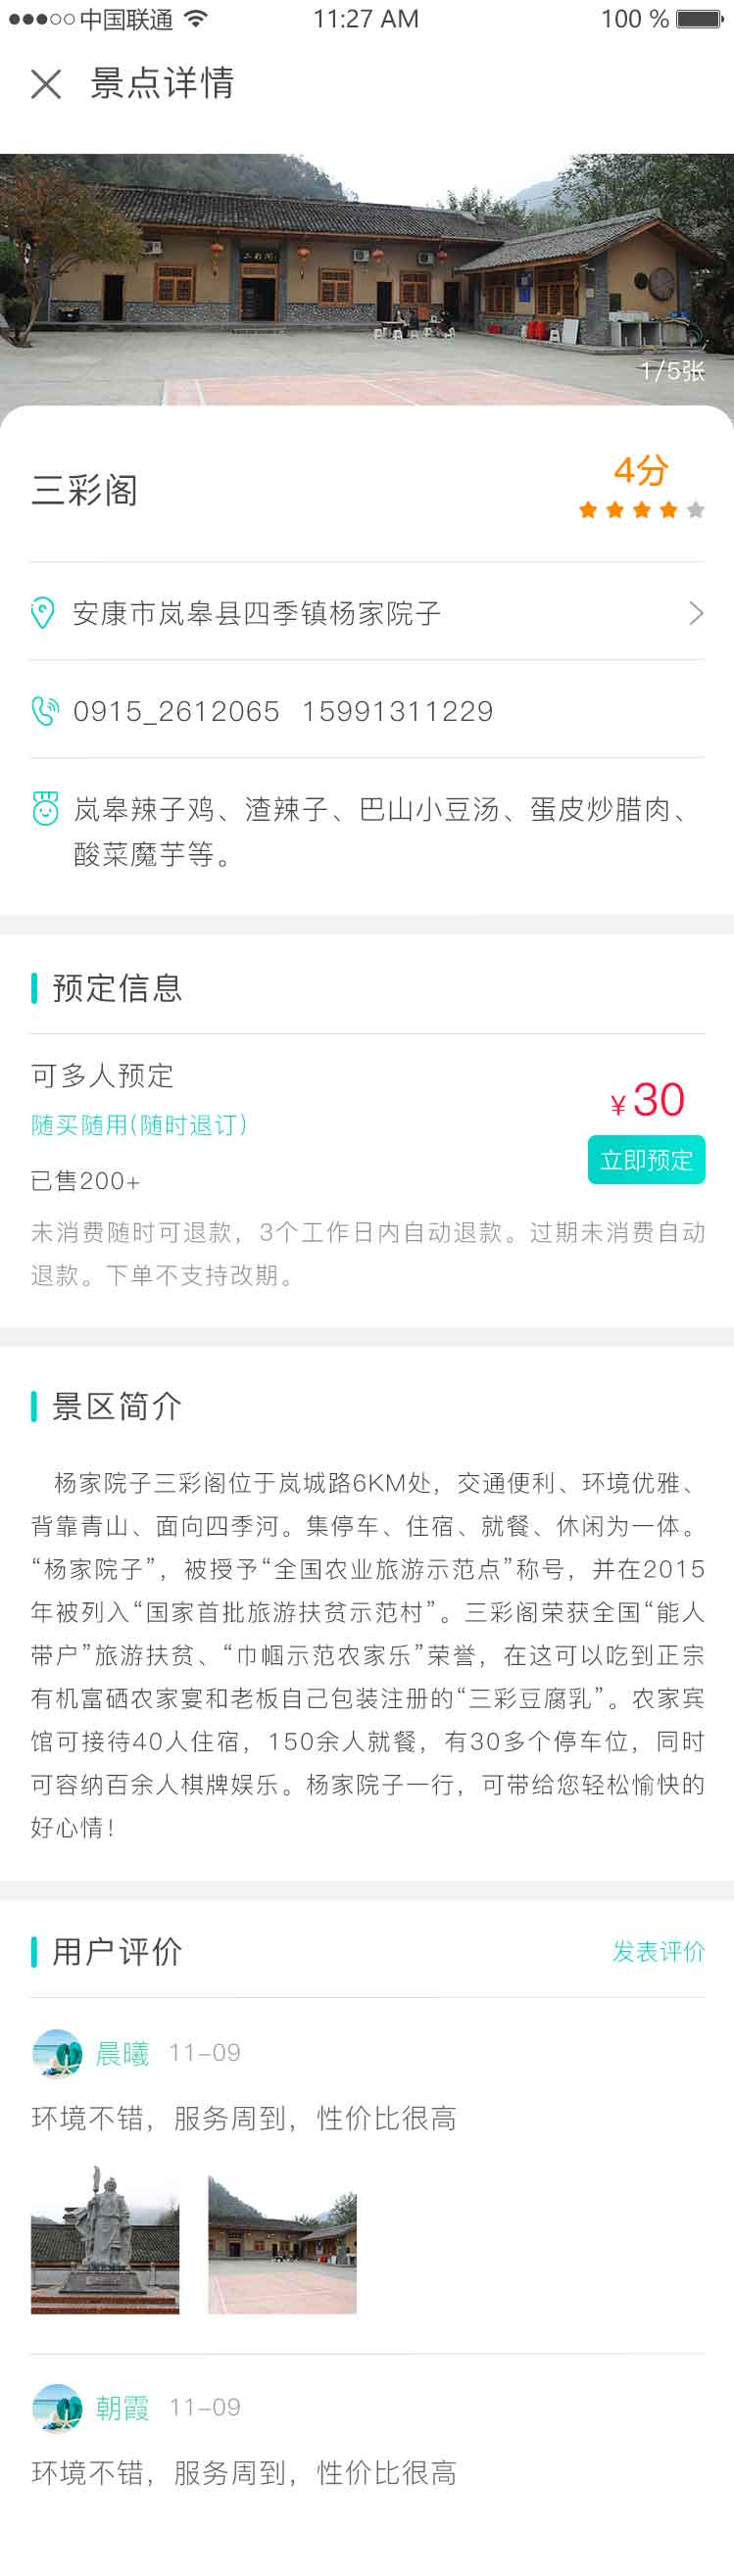 中国联通 11:27 AM 100 %
景点详情
三彩阁
1/5张
三彩阁
4分
安康市岚皋县四季镇杨家院子
0915_2612065 15991311229
岚皋辣子鸡、渣辣子、巴山小豆汤、蛋皮炒腊肉、
酸菜魔芋等。
预定信息
可多人预定
随买随用(随时退订)
已售200+
¥30
立即预定
未消费随时可退款，3个工作日内自动退款。过期未消费自动
退款。下单不支持改期。
景区简介
杨家院子三彩阁位于岚城路6KM处，交通便利、环境优雅、
背靠青山、面向四季河。集停车、住宿、就餐、休闲为一体。
“杨家院子”，被授予“全国农业旅游示范点”称号，并在2015
年被列入“国家首批旅游扶贫示范村”。三彩阁荣获全国“能人
带户”旅游扶贫、“巾帼示范农家乐”荣誉，在这可以吃到正宗
有机富硒农家宴和老板自己包装注册的“三彩豆腐乳”。农家宾
馆可接待40人住宿，150余人就餐，有30多个停车位，同时
可容纳百余人棋牌娱乐。杨家院子一行，可带给您轻松愉快的
好心情！
用户评价 发表评价
晨曦 11-09
环境不错，服务周到，性价比很高
朝霞 11-09
环境不错，服务周到，性价比很高